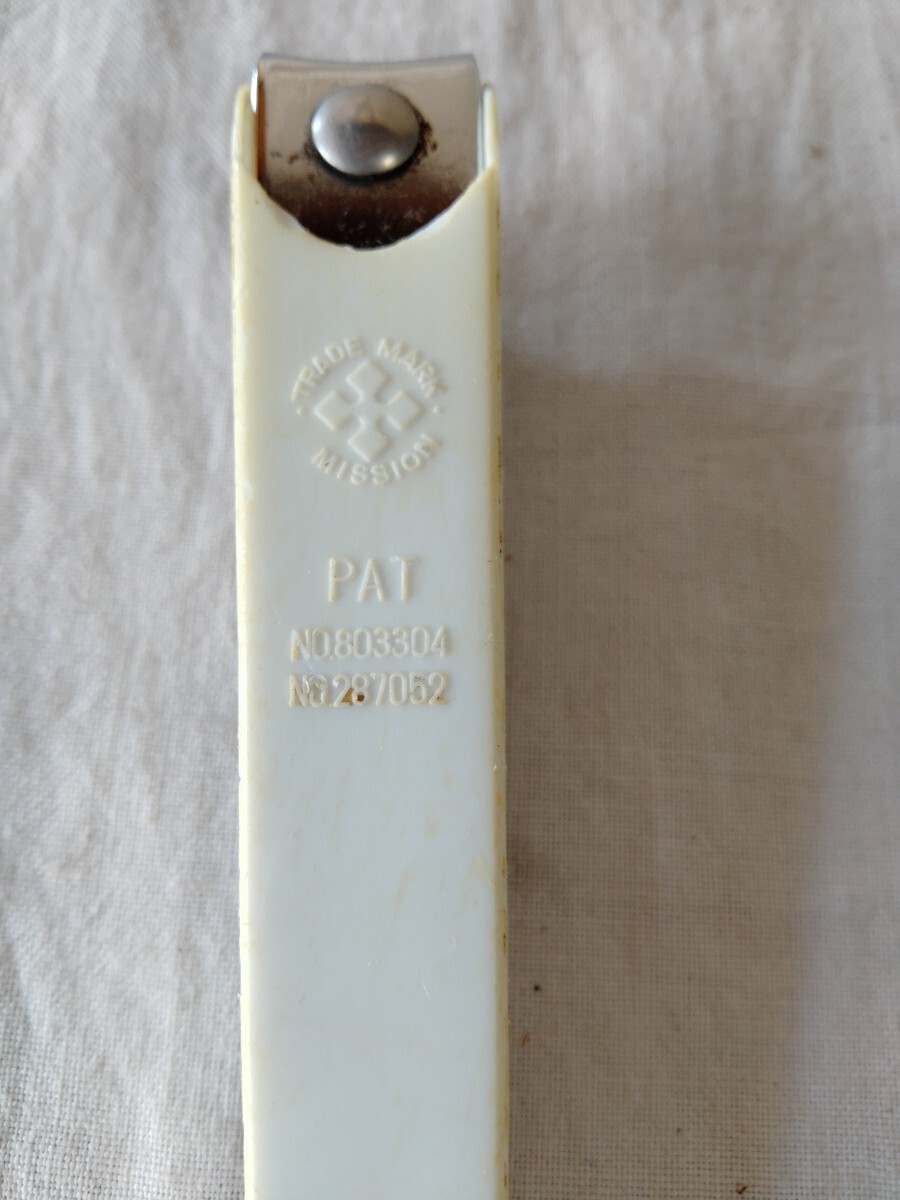 TRADE MARK
MISSION
PAT
NO.803304
NO.287052